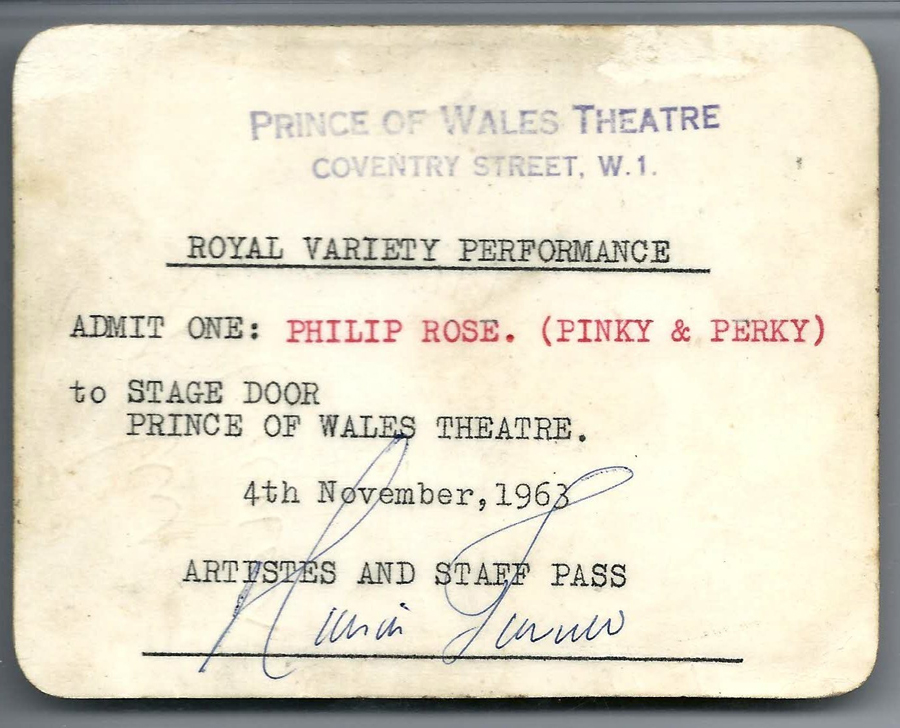 PRINCE OF WALES THEATRE
COVENTRY STREET, W.1.
ROYAL VARIETY PERFORMANCE
ADMIT ONE: PHILIP ROSE. (PINKY & PERKY)
to STAGE DOOR
PRINCE OF WALES THEATRE.
4th November,1963
ARTISTES AND STAFF PASS